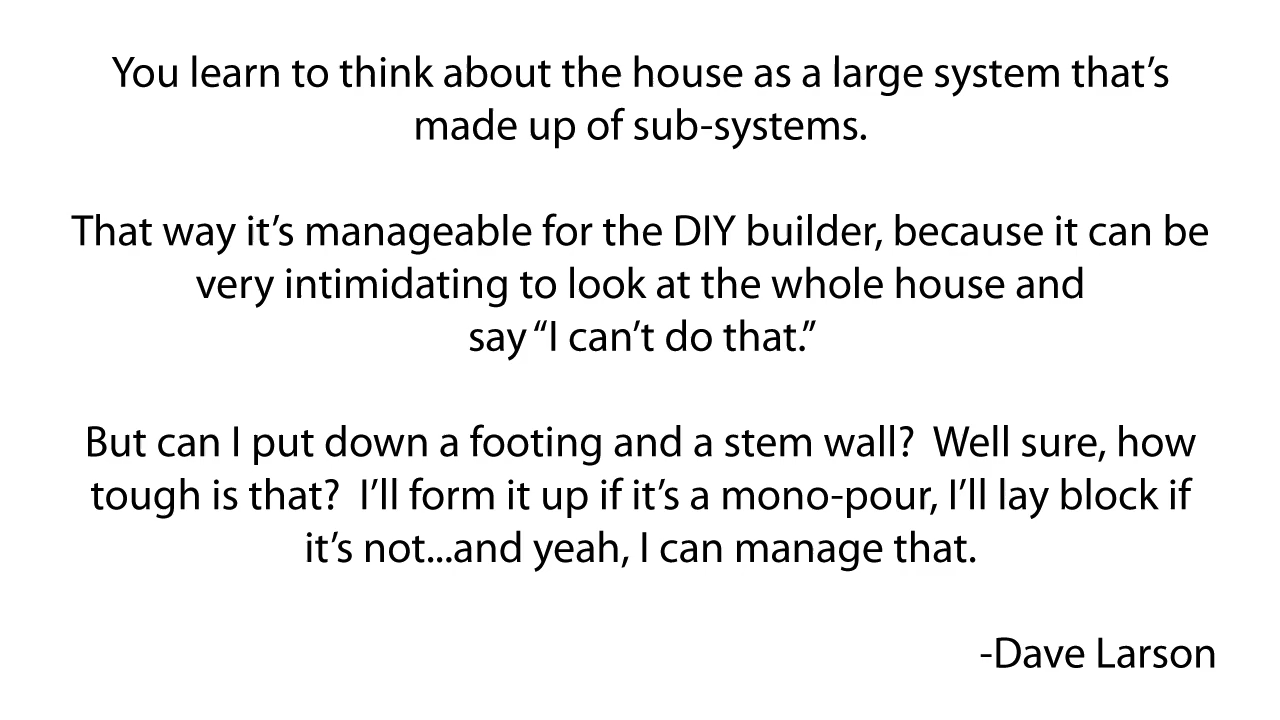 You learn to think about the house as a large system that’s
made up of sub-systems.
That way it’s manageable for the DIY builder, because it can be
very intimidating to look at the whole house and
say “I can’t do that.”
But can I put down a footing and a stem wall?  Well sure, how
tough is that?  I’ll form it up if it’s a mono-pour, I’ll lay block if
it’s not...and yeah, I can manage that.
-Dave Larson